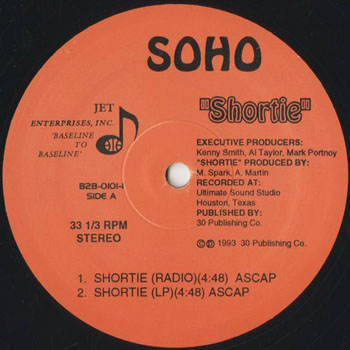 SOHO
"Shortie"
JET
ENTERPRISES, INC.
"BASELINE
TO
BASELINE"
B2B-0101-1
SIDE A
33 1/3 RPM
STEREO
EXECUTIVE PRODUCERS:
Kenny Smith, Al Taylor, Mark Portnoy
"SHORTIE" PRODUCED BY:
M. Spark, A. Martin
RECORDED AT:
Ultimate Sound Studio
Houston, Texas
PUBLISHED BY:
30 Publishing Co.
©℗ 1993 30 Publishing Co.
1. SHORTIE (RADIO)(4:48) ASCAP
2. SHORTIE (LP)(4:48) ASCAP